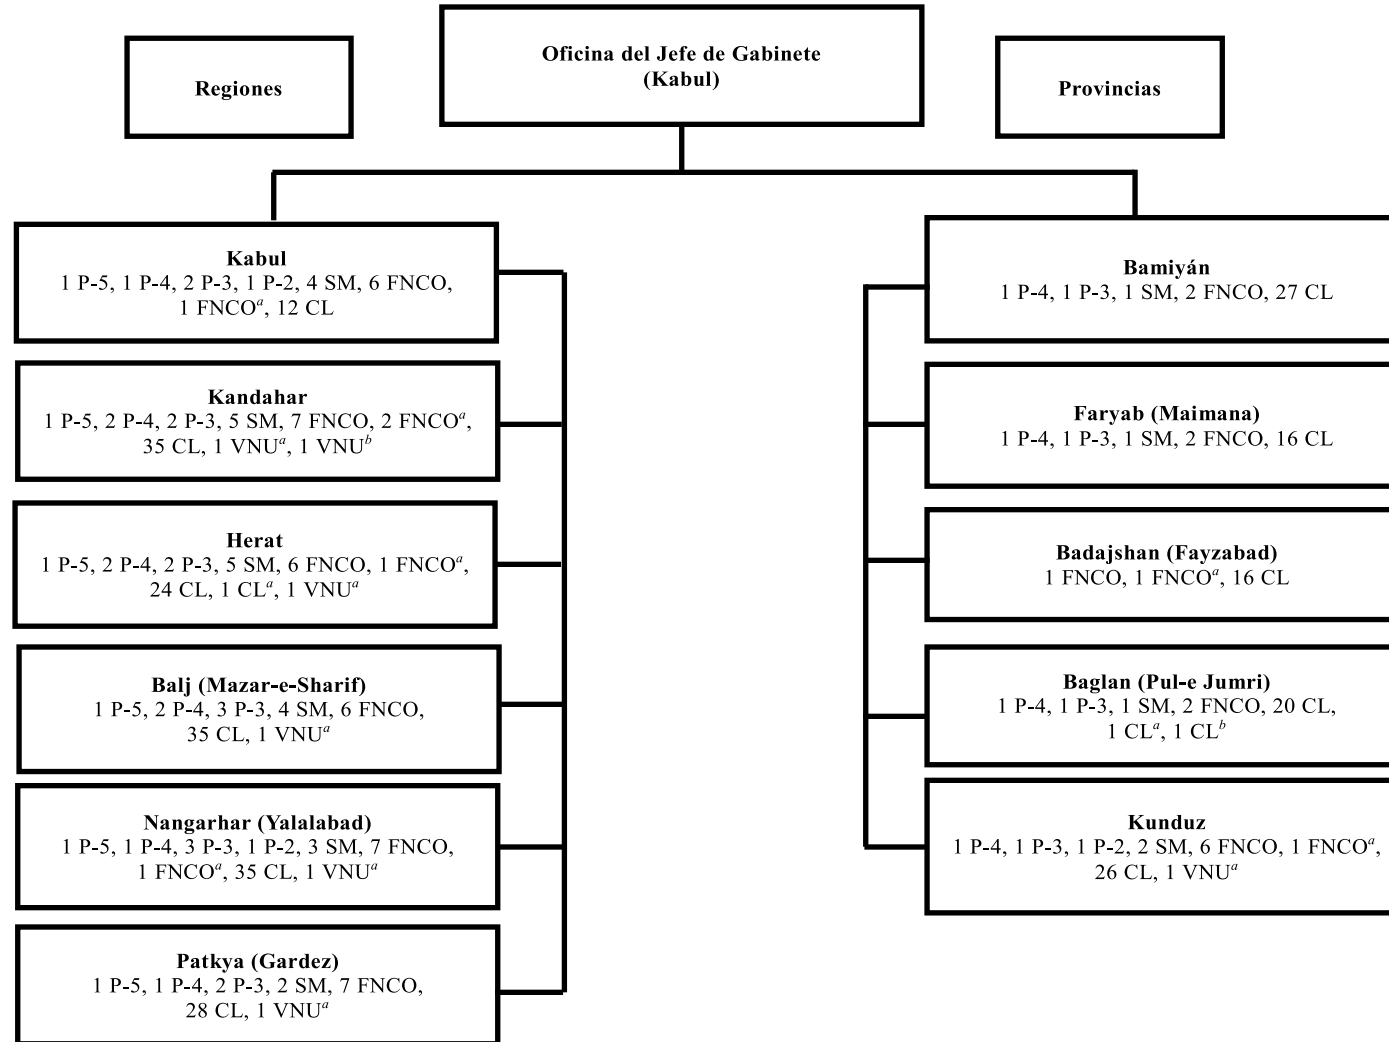 Oficina del Jefe de Gabinete
(Kabul)
Regiones
Provincias
Kabul
1 P-5, 1 P-4, 2 P-3, 1 P-2, 4 SM, 6 FNCO,
1 FNCOª, 12 CL
Kandahar
1 P-5, 2 P-4, 2 P-3, 5 SM, 7 FNCO, 2 FNCOª,
35 CL, 1 VNUª, 1 VNUᵇ
Herat
1 P-5, 2 P-4, 2 P-3, 5 SM, 6 FNCO, 1 FNCOª,
24 CL, 1 CLª, 1 VNUª
Balj (Mazar-e-Sharif)
1 P-5, 2 P-4, 3 P-3, 4 SM, 6 FNCO,
35 CL, 1 VNUª
Nangarhar (Yalalabad)
1 P-5, 1 P-4, 3 P-3, 1 P-2, 3 SM, 7 FNCO,
1 FNCOª, 35 CL, 1 VNUª
Patkya (Gardez)
1 P-5, 1 P-4, 2 P-3, 2 SM, 7 FNCO,
28 CL, 1 VNUª
Bamiyán
1 P-4, 1 P-3, 1 SM, 2 FNCO, 27 CL
Faryab (Maimana)
1 P-4, 1 P-3, 1 SM, 2 FNCO, 16 CL
Badajshan (Fayzabad)
1 FNCO, 1 FNCOª, 16 CL
Baglan (Pul-e Jumri)
1 P-4, 1 P-3, 1 SM, 2 FNCO, 20 CL,
1 CLª, 1 CLᵇ
Kunduz
1 P-4, 1 P-3, 1 P-2, 2 SM, 6 FNCO, 1 FNCOª,
26 CL, 1 VNUª